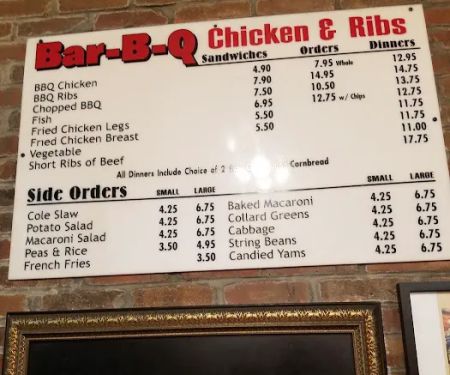 Bar-B-Q Chicken & Ribs
Sandwiches Orders Dinners
BBQ Chicken 4.90 7.95 Whole 12.95
BBQ Ribs 7.90 14.95 14.75
Chopped BBQ 7.50 10.50 13.75
Fish 6.95 12.75 w/ Chips 12.75
Fried Chicken Legs 5.50 11.75
Fried Chicken Breast 5.50 11.75
• Vegetable 11.00
Short Ribs of Beef 17.75
All Dinners Include Choice of 2 Cornbread
Side Orders SMALL LARGE SMALL LARGE
Cole Slaw 4.25 6.75 Baked Macaroni 4.25 6.75
Potato Salad 4.25 6.75 Collard Greens 4.25 6.75
Macaroni Salad 4.25 6.75 Cabbage 4.25 6.75
Peas & Rice 3.50 4.95 String Beans 4.25 6.75
French Fries 3.50 Candied Yams 4.25 6.75